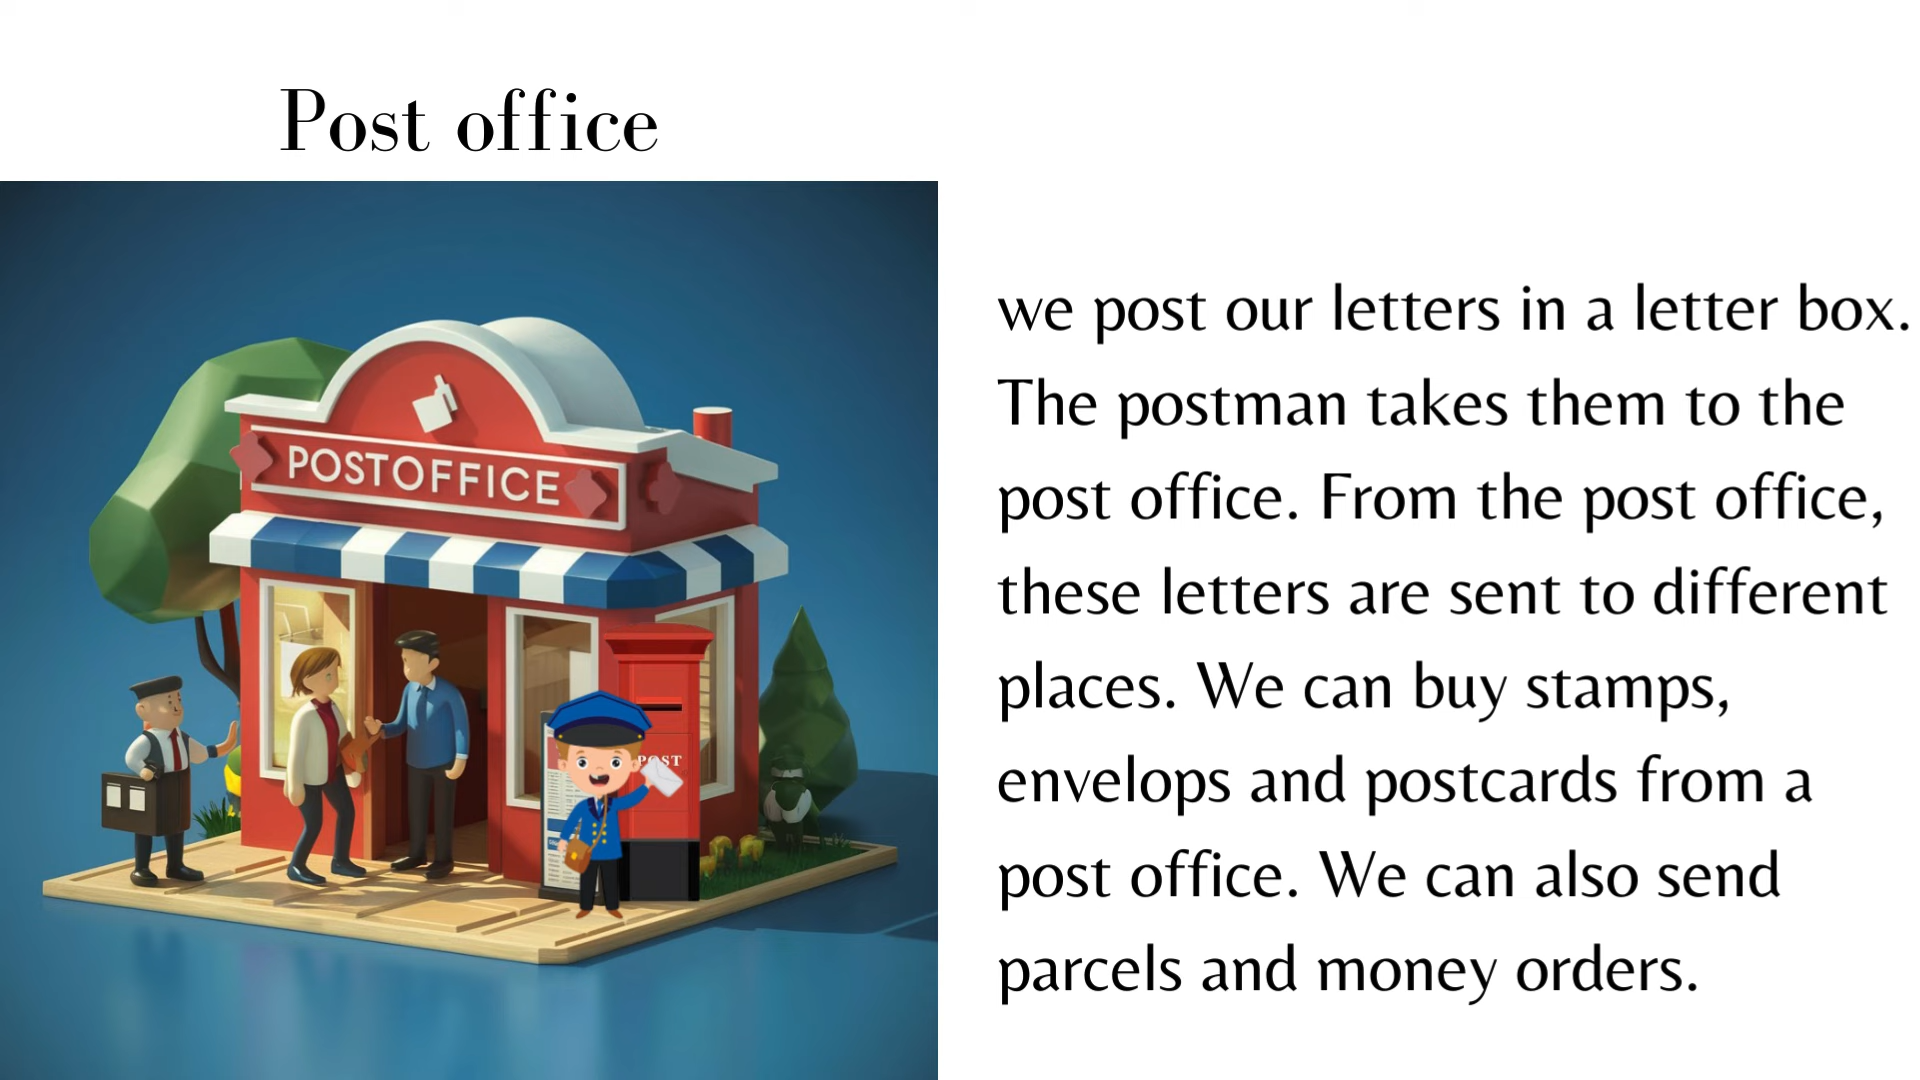 Post office
POSTOFFICE
POST
we post our letters in a letter box.
The postman takes them to the
post office. From the post office,
these letters are sent to different
places. We can buy stamps,
envelops and postcards from a
post office. We can also send
parcels and money orders.